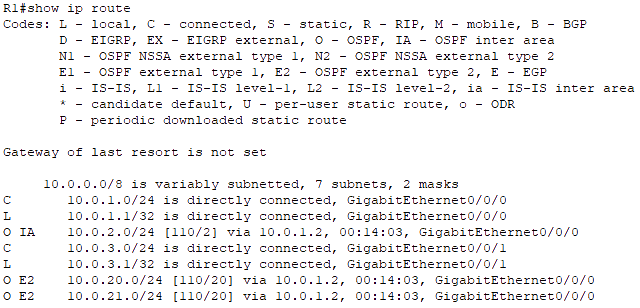 R1#show ip route
Codes: L - local, C - connected, S - static, R - RIP, M - mobile, B - BGP
       D - EIGRP, EX - EIGRP external, O - OSPF, IA - OSPF inter area
       N1 - OSPF NSSA external type 1, N2 - OSPF NSSA external type 2
       E1 - OSPF external type 1, E2 - OSPF external type 2, E - EGP
       i - IS-IS, L1 - IS-IS level-1, L2 - IS-IS level-2, ia - IS-IS inter area
       * - candidate default, U - per-user static route, o - ODR
       P - periodic downloaded static route
Gateway of last resort is not set
     10.0.0.0/8 is variably subnetted, 7 subnets, 2 masks
C       10.0.1.0/24 is directly connected, GigabitEthernet0/0/0
L       10.0.1.1/32 is directly connected, GigabitEthernet0/0/0
O IA    10.0.2.0/24 [110/2] via 10.0.1.2, 00:14:03, GigabitEthernet0/0/0
C       10.0.3.0/24 is directly connected, GigabitEthernet0/0/1
L       10.0.3.1/32 is directly connected, GigabitEthernet0/0/1
O E2    10.0.20.0/24 [110/20] via 10.0.1.2, 00:14:03, GigabitEthernet0/0/0
O E2    10.0.21.0/24 [110/20] via 10.0.1.2, 00:14:03, GigabitEthernet0/0/0